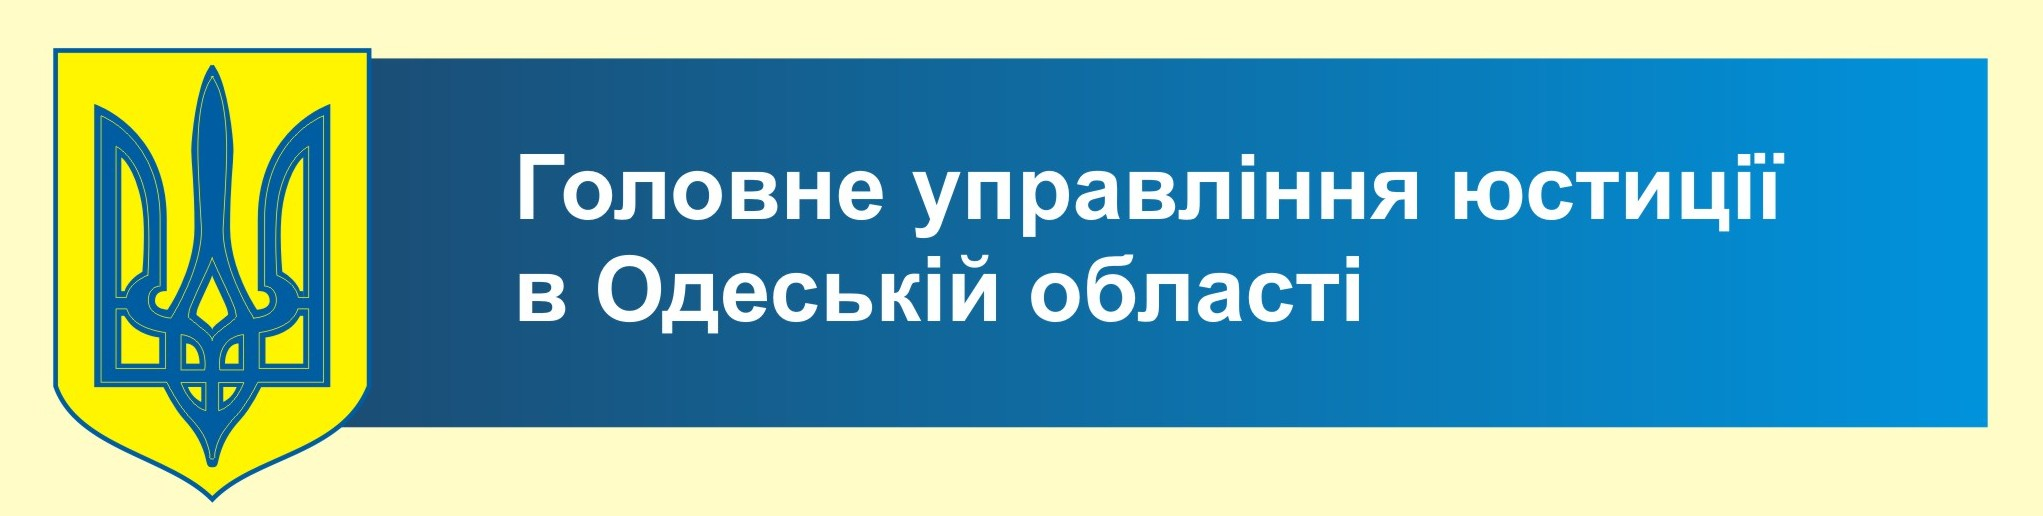 Головне управління юстиції
в Одеській області